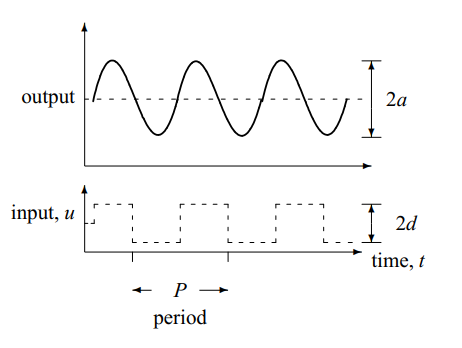 output
2a
input, u
2d
time, t
P
period